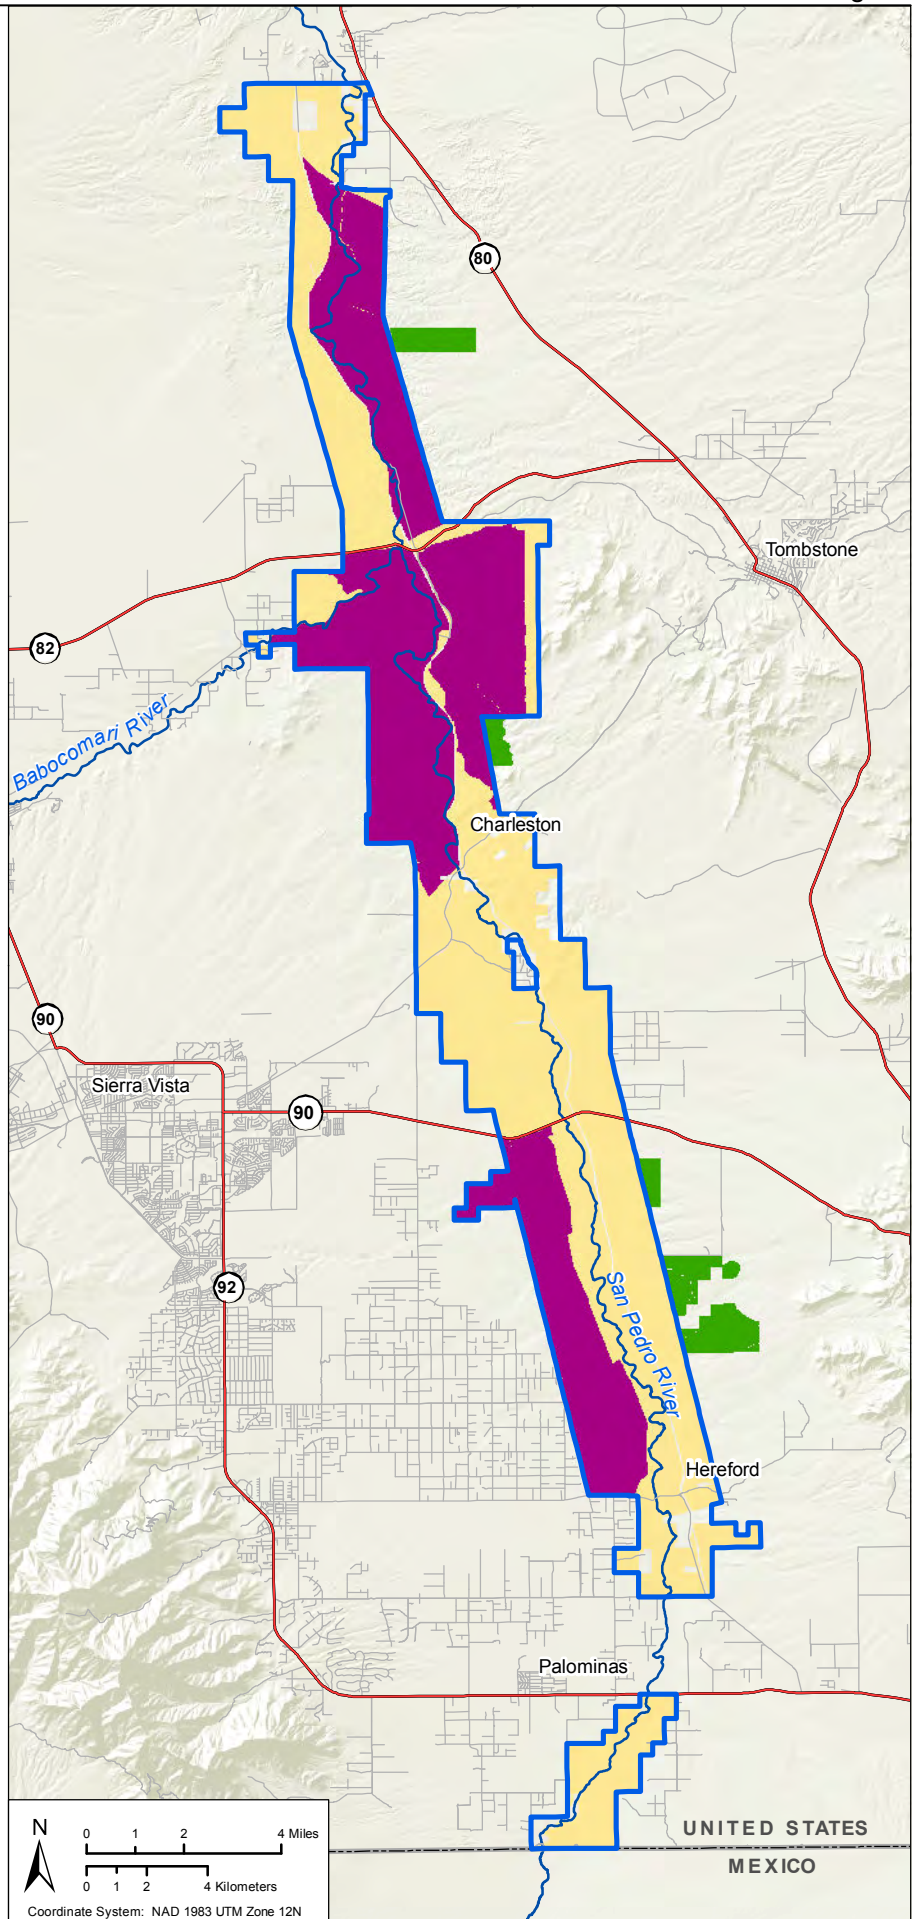 80
Tombstone
82
Babocomari River
Charleston
90
Sierra Vista
90
92
San Pedro River
Hereford
Palominas
UNITED STATES
MEXICO
N
0 1 2 4 Miles
0 1 2 4 Kilometers
Coordinate System: NAD 1983 UTM Zone 12N